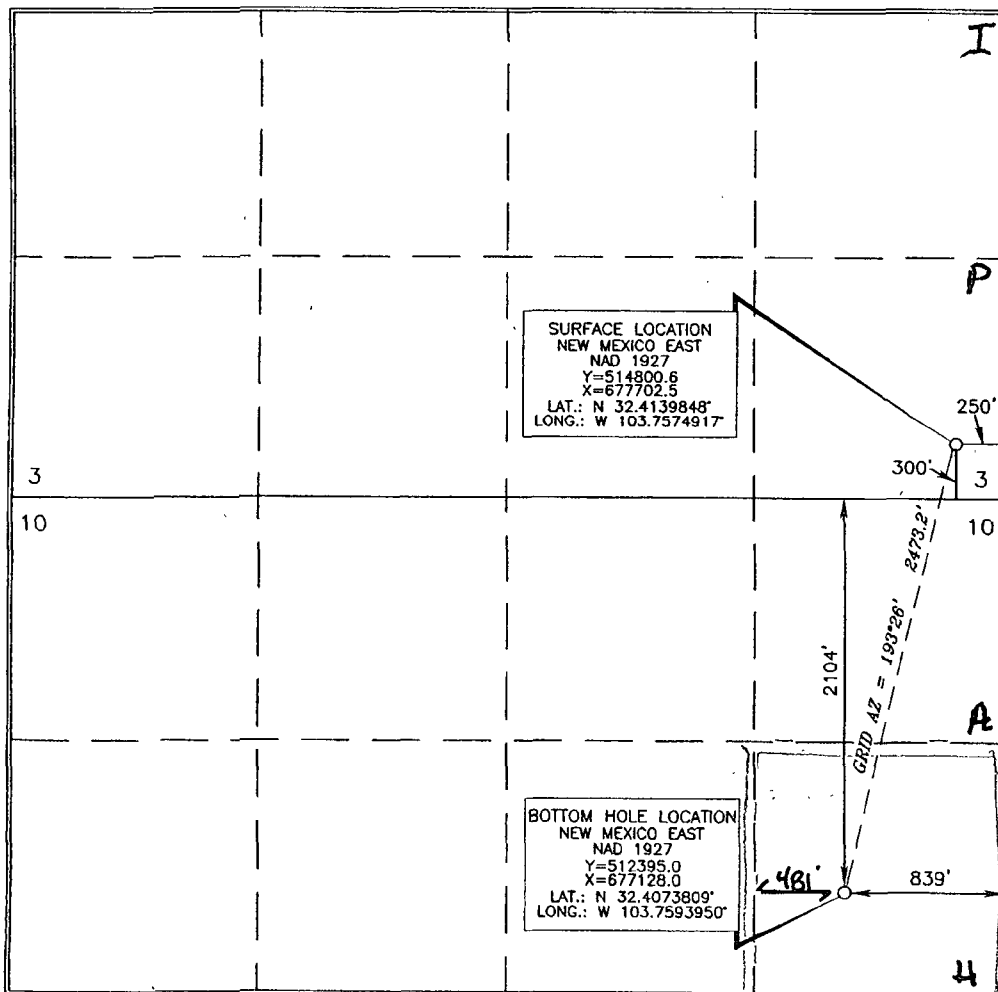 I
P
SURFACE LOCATION
NEW MEXICO EAST
NAD 1927
Y=514800.6
X=677702.5
LAT.: N 32.4139848°
LONG.: W 103.7574917°
250'
300'
3
3
10
10
2104'
GRID AZ = 193°26' 2473.2'
A
BOTTOM HOLE LOCATION
NEW MEXICO EAST
NAD 1927
Y=512395.0
X=677128.0
LAT.: N 32.4073809°
LONG.: W 103.7593950°
481'
839'
H